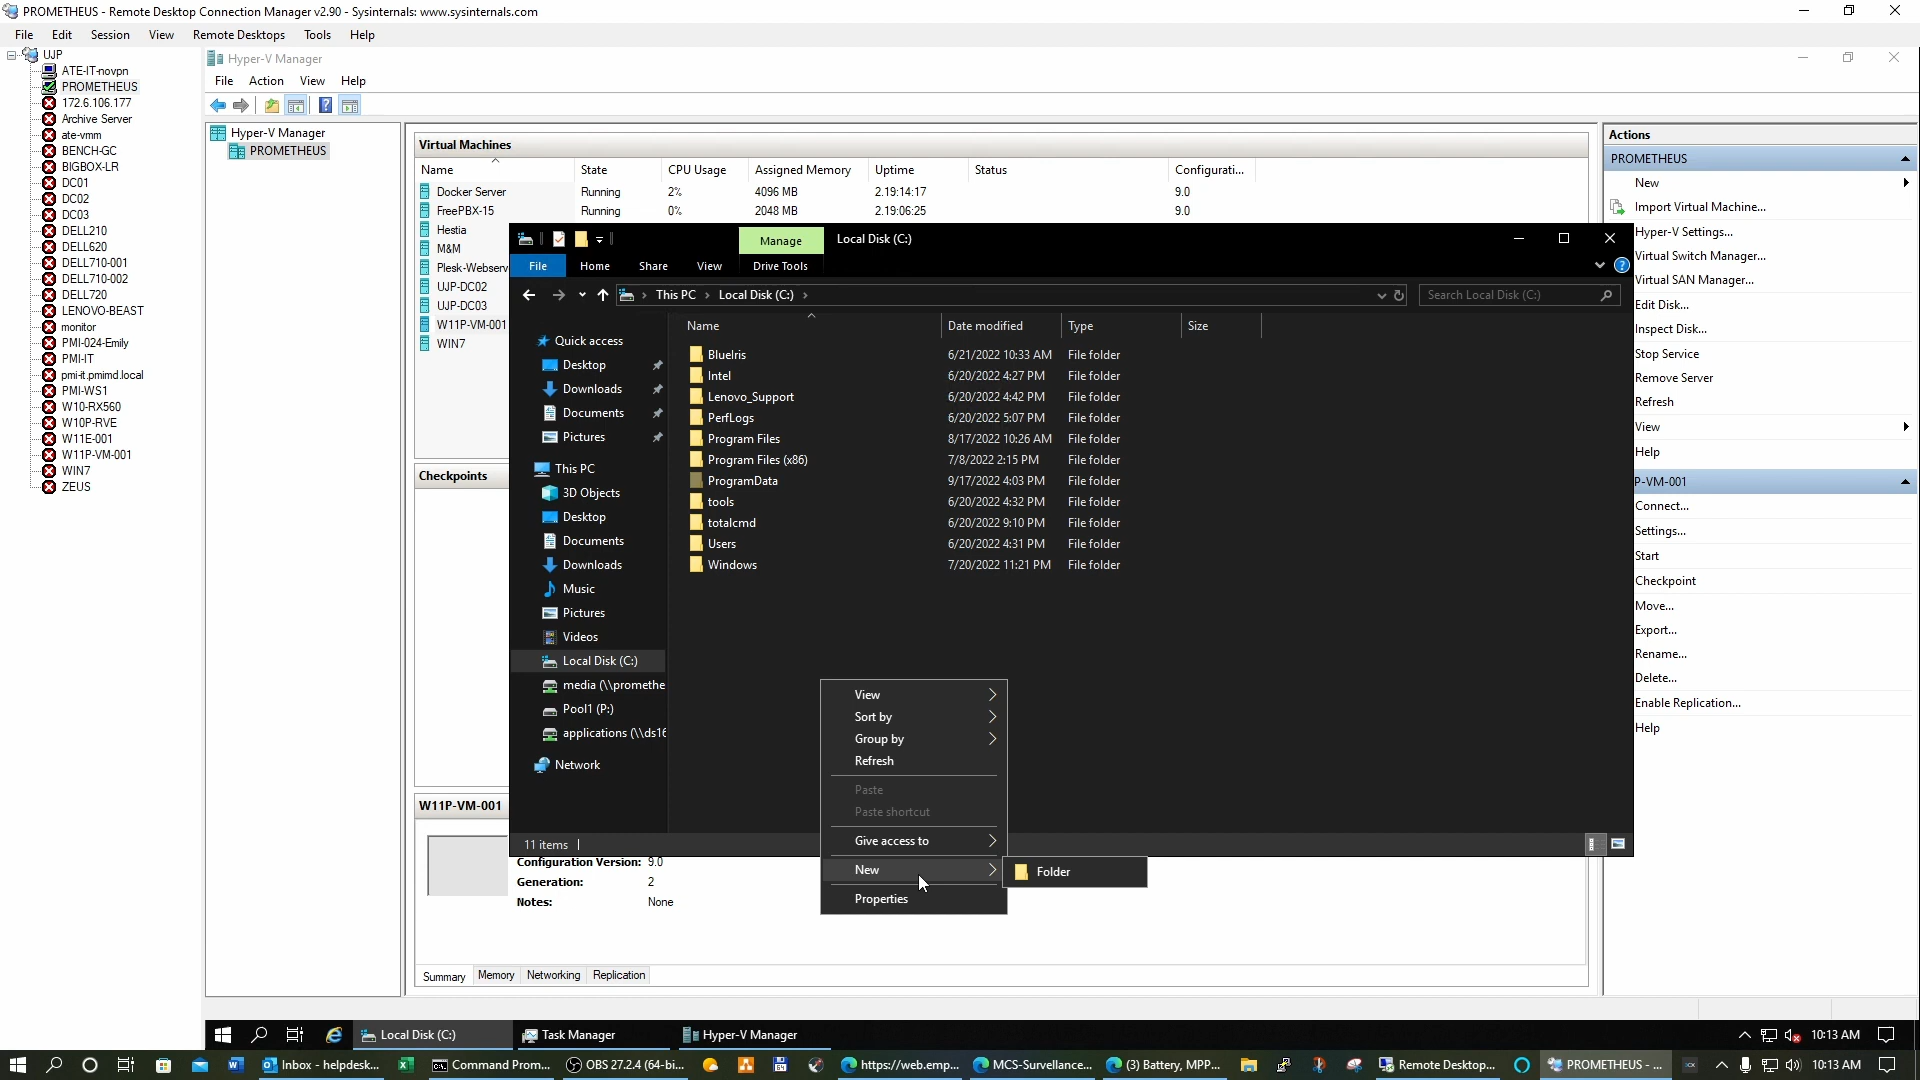 PROMETHEUS - Remote Desktop Connection Manager v2.90 - Sysinternals: www.sysinternals.com
File Edit Session View Remote Desktops Tools Help
UJP
ATE-IT-novpn
PROMETHEUS
172.6.106.177
Archive Server
ate-vmm
BENCH-GC
BIGBOX-LR
DC01
DC02
DC03
DELL210
DELL620
DELL710-001
DELL710-002
DELL720
LENOVO-BEAST
monitor
PMI-024-Emily
PMI-IT
pmi-it.pmimd.local
PMI-WS1
W10-RX560
W10P-RVE
W11E-001
W11P-VM-001
WIN7
ZEUS
Hyper-V Manager
File Action View Help
Hyper-V Manager
PROMETHEUS
Virtual Machines
Name State CPU Usage Assigned Memory Uptime Status Configurati...
Docker Server Running 2% 4096 MB 2.19:14:17 9.0
FreePBX-15 Running 0% 2048 MB 2.19:06:25 9.0
Hestia
M&M
Plesk-Webserv
UJP-DC02
UJP-DC03
W11P-VM-001
WIN7
Checkpoints
W11P-VM-001
Configuration Version: 9.0
Generation: 2
Notes: None
Summary Memory Networking Replication
Manage Local Disk (C:)
File Home Share View Drive Tools
This PC Local Disk (C:) Search Local Disk (C:)
Quick access
Desktop
Downloads
Documents
Pictures
This PC
3D Objects
Desktop
Documents
Downloads
Music
Pictures
Videos
Local Disk (C:)
media (\\promethe
Pool1 (P:)
applications (\\ds16
Network
Name Date modified Type Size
BlueIris 6/21/2022 10:33 AM File folder
Intel 6/20/2022 4:27 PM File folder
Lenovo_Support 6/20/2022 4:42 PM File folder
PerfLogs 6/20/2022 5:07 PM File folder
Program Files 8/17/2022 10:26 AM File folder
Program Files (x86) 7/8/2022 2:15 PM File folder
ProgramData 9/17/2022 4:03 PM File folder
tools 6/20/2022 4:32 PM File folder
totalcmd 6/20/2022 9:10 PM File folder
Users 6/20/2022 4:31 PM File folder
Windows 7/20/2022 11:21 PM File folder
11 items
View
Sort by
Group by
Refresh
Paste
Paste shortcut
Give access to
New
Properties
Folder
Actions
PROMETHEUS
New
Import Virtual Machine...
Hyper-V Settings...
Virtual Switch Manager...
Virtual SAN Manager...
Edit Disk...
Inspect Disk...
Stop Service
Remove Server
Refresh
View
Help
P-VM-001
Connect...
Settings...
Start
Checkpoint
Move...
Export...
Rename...
Delete...
Enable Replication...
Help
Local Disk (C:) Task Manager Hyper-V Manager 10:13 AM
Inbox - helpdesk... Command Prom... OBS 27.2.4 (64-bi... https://web.emp... MCS-Survellance... (3) Battery, MPP... Remote Desktop... PROMETHEUS - ... 10:13 AM